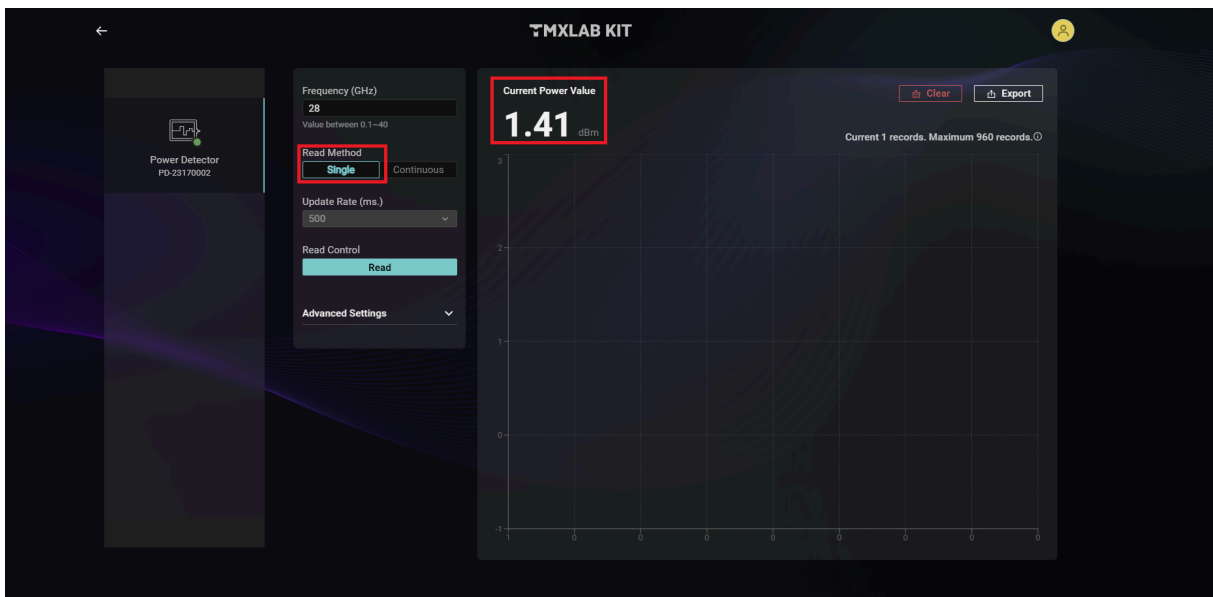 TMXLAB KIT
Power Detector
PD-23170002
Frequency (GHz)
28
Value between 0.1~40
Read Method
Single
Continuous
Update Rate (ms.)
500
Read Control
Read
Advanced Settings
Current Power Value
1.41 dBm
Clear
Export
Current 1 records. Maximum 960 records.
3
2
1
0
-1
1 0 0 0 0 0 0 0 0